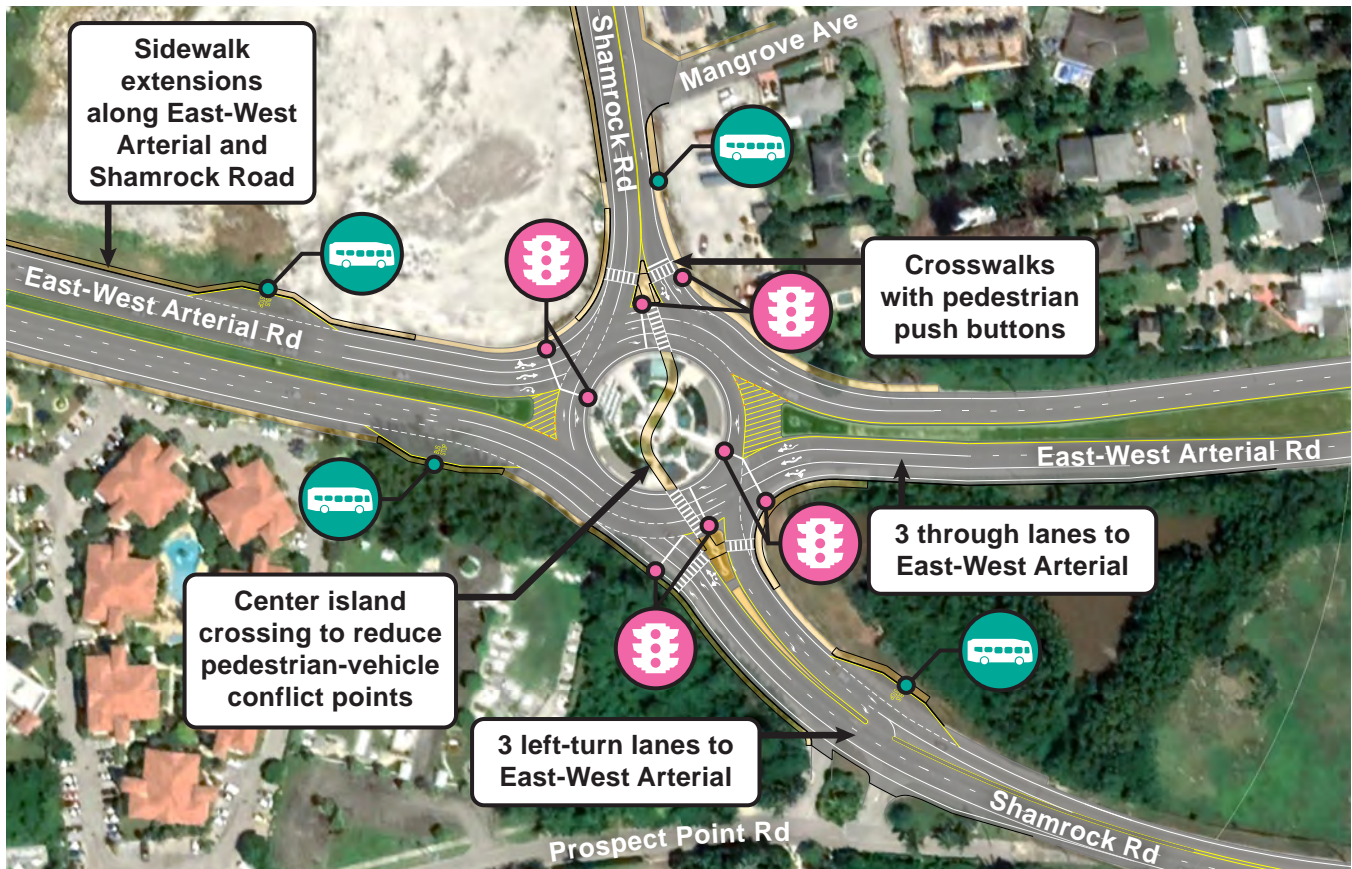 Sidewalk
extensions
along East-West
Arterial and
Shamrock Road
Shamrock Rd
Mangrove Ave
East-West Arterial Rd
Crosswalks
with pedestrian
push buttons
East-West Arterial Rd
3 through lanes to
East-West Arterial
Center island
crossing to reduce
pedestrian-vehicle
conflict points
3 left-turn lanes to
East-West Arterial
Shamrock Rd
Prospect Point Rd